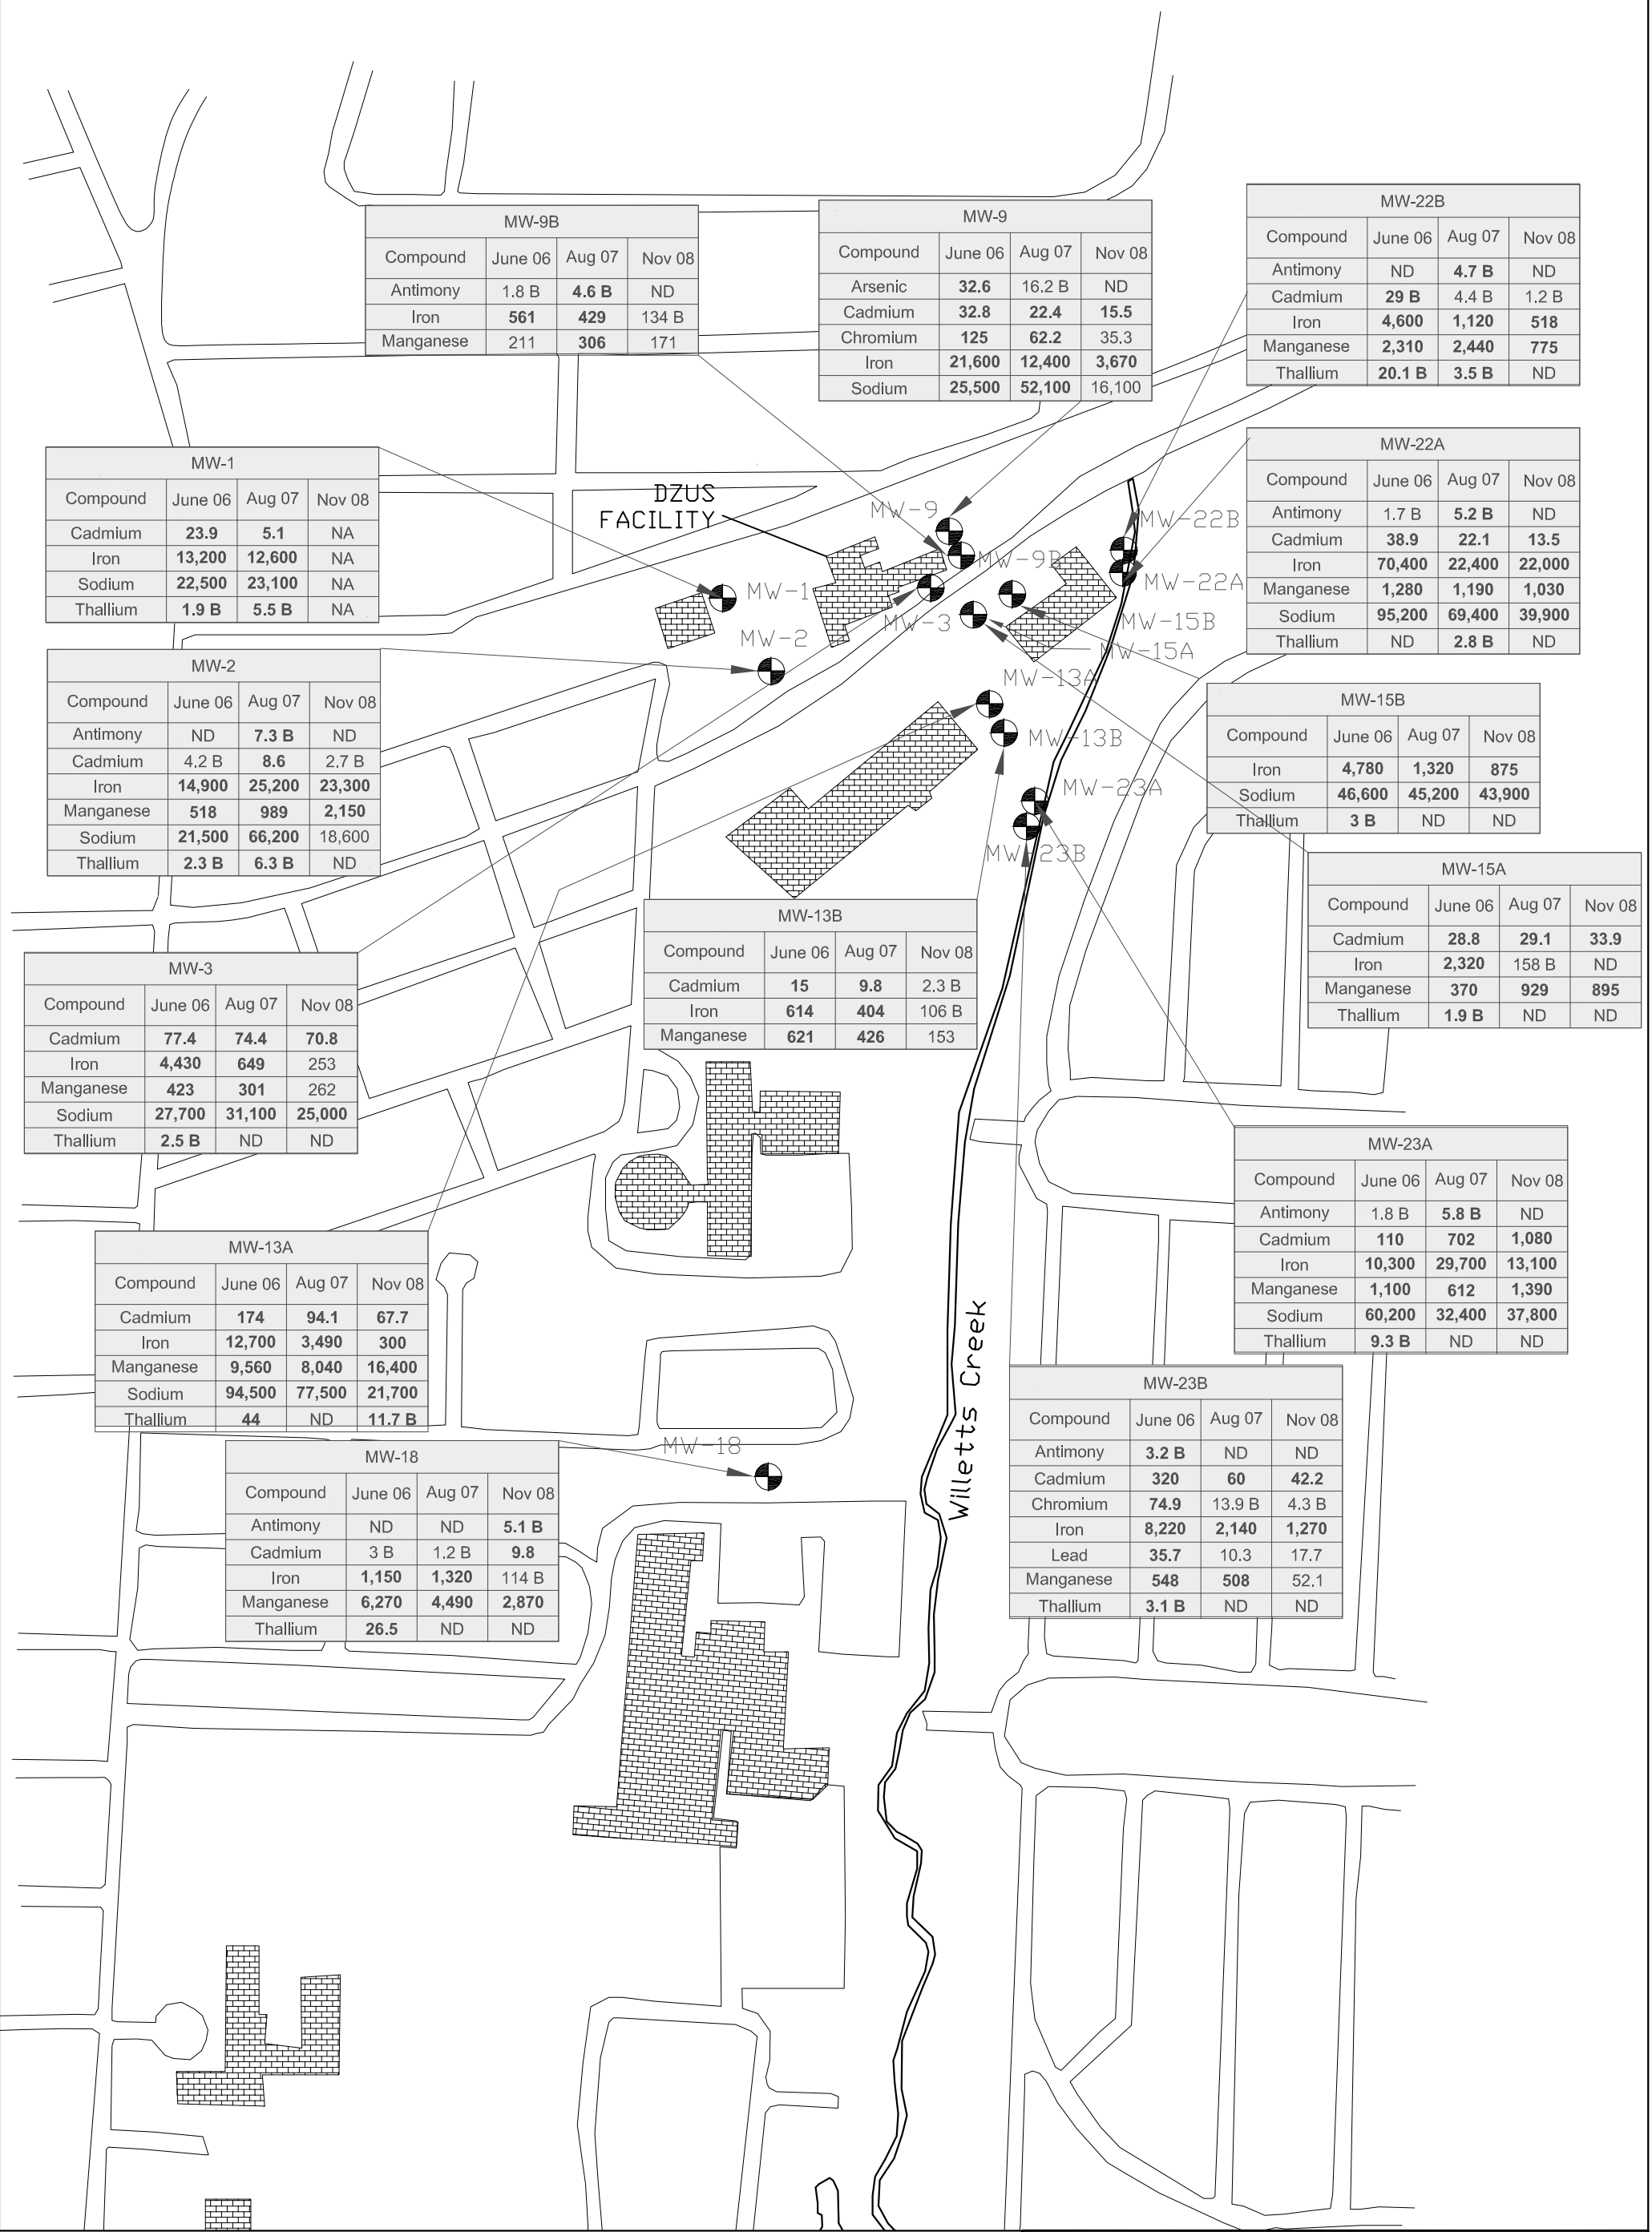 MW-9B
Compound June 06 Aug 07 Nov 08
Antimony 1.8 B 4.6 B ND
Iron 561 429 134 B
Manganese 211 306 171
MW-9
Compound June 06 Aug 07 Nov 08
Arsenic 32.6 16.2 B ND
Cadmium 32.8 22.4 15.5
Chromium 125 62.2 35.3
Iron 21,600 12,400 3,670
Sodium 25,500 52,100 16,100
MW-22B
Compound June 06 Aug 07 Nov 08
Antimony ND 4.7 B ND
Cadmium 29 B 4.4 B 1.2 B
Iron 4,600 1,120 518
Manganese 2,310 2,440 775
Thallium 20.1 B 3.5 B ND
MW-1
Compound June 06 Aug 07 Nov 08
Cadmium 23.9 5.1 NA
Iron 13,200 12,600 NA
Sodium 22,500 23,100 NA
Thallium 1.9 B 5.5 B NA
MW-22A
Compound June 06 Aug 07 Nov 08
Antimony 1.7 B 5.2 B ND
Cadmium 38.9 22.1 13.5
Iron 70,400 22,400 22,000
Manganese 1,280 1,190 1,030
Sodium 95,200 69,400 39,900
Thallium ND 2.8 B ND
DZUS
FACILITY
MW-9
MW-22B
MW-9B
MW-22A
MW-1
MW-3
MW-15B
MW-2
MW-15A
MW-13A
MW-13B
MW-23A
MW-23B
MW-2
Compound June 06 Aug 07 Nov 08
Antimony ND 7.3 B ND
Cadmium 4.2 B 8.6 2.7 B
Iron 14,900 25,200 23,300
Manganese 518 989 2,150
Sodium 21,500 66,200 18,600
Thallium 2.3 B 6.3 B ND
MW-15B
Compound June 06 Aug 07 Nov 08
Iron 4,780 1,320 875
Sodium 46,600 45,200 43,900
Thallium 3 B ND ND
MW-15A
Compound June 06 Aug 07 Nov 08
Cadmium 28.8 29.1 33.9
Iron 2,320 158 B ND
Manganese 370 929 895
Thallium 1.9 B ND ND
MW-13B
Compound June 06 Aug 07 Nov 08
Cadmium 15 9.8 2.3 B
Iron 614 404 106 B
Manganese 621 426 153
MW-3
Compound June 06 Aug 07 Nov 08
Cadmium 77.4 74.4 70.8
Iron 4,430 649 253
Manganese 423 301 262
Sodium 27,700 31,100 25,000
Thallium 2.5 B ND ND
MW-23A
Compound June 06 Aug 07 Nov 08
Antimony 1.8 B 5.8 B ND
Cadmium 110 702 1,080
Iron 10,300 29,700 13,100
Manganese 1,100 612 1,390
Sodium 60,200 32,400 37,800
Thallium 9.3 B ND ND
MW-13A
Compound June 06 Aug 07 Nov 08
Cadmium 174 94.1 67.7
Iron 12,700 3,490 300
Manganese 9,560 8,040 16,400
Sodium 94,500 77,500 21,700
Thallium 44 ND 11.7 B
Willetts Creek
MW-23B
Compound June 06 Aug 07 Nov 08
Antimony 3.2 B ND ND
Cadmium 320 60 42.2
Chromium 74.9 13.9 B 4.3 B
Iron 8,220 2,140 1,270
Lead 35.7 10.3 17.7
Manganese 548 508 52.1
Thallium 3.1 B ND ND
MW-18
MW-18
Compound June 06 Aug 07 Nov 08
Antimony ND ND 5.1 B
Cadmium 3 B 1.2 B 9.8
Iron 1,150 1,320 114 B
Manganese 6,270 4,490 2,870
Thallium 26.5 ND ND